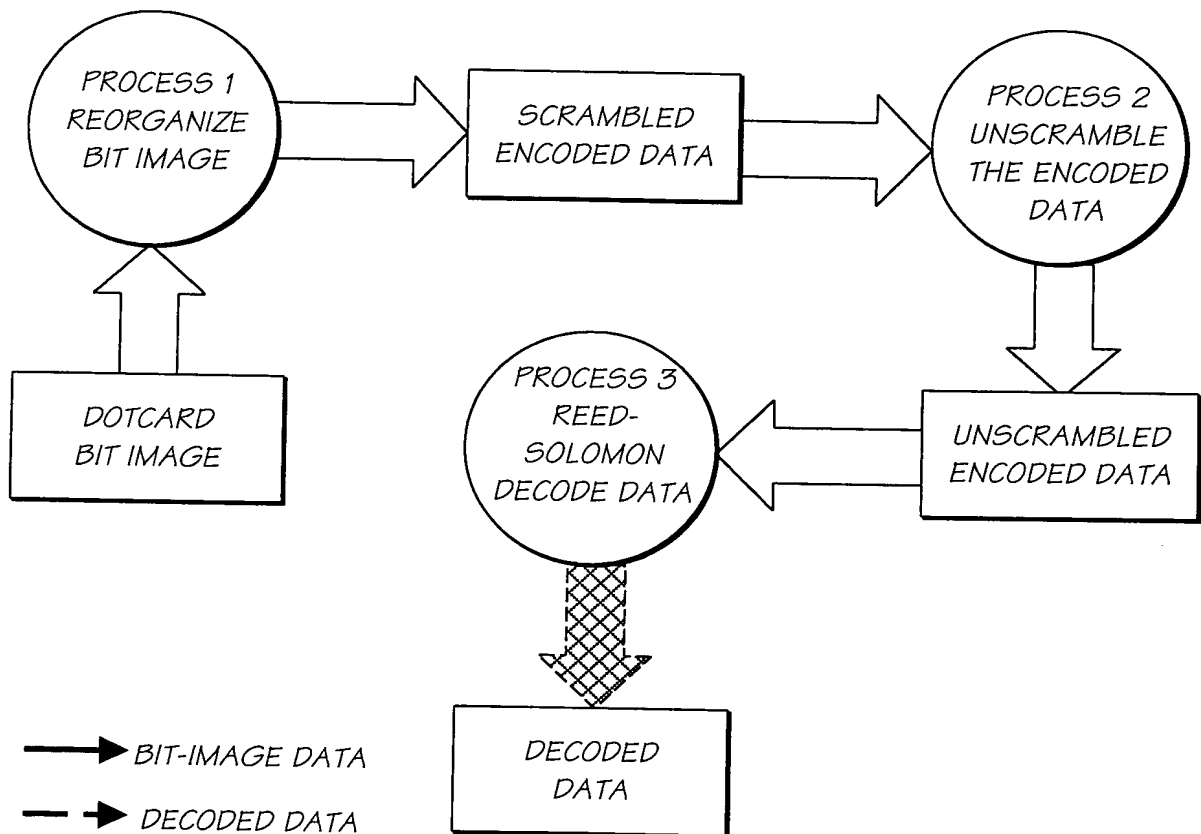 PROCESS 1
REORGANIZE
BIT IMAGE
SCRAMBLED
ENCODED DATA
PROCESS 2
UNSCRAMBLE
THE ENCODED
DATA
DOTCARD
BIT IMAGE
PROCESS 3
REED-
SOLOMON
DECODE DATA
UNSCRAMBLED
ENCODED DATA
DECODED
DATA
BIT-IMAGE DATA
DECODED DATA